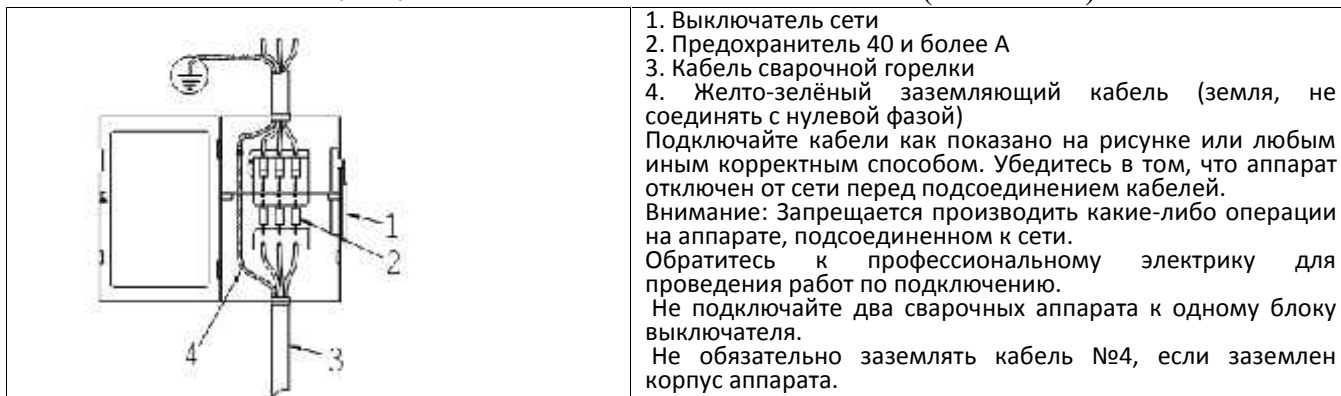 1. Выключатель сети
2. Предохранитель 40 и более А
3. Кабель сварочной горелки
4. Желто-зелёный заземляющий кабель (земля, не
соединять с нулевой фазой)
Подключайте кабели как показано на рисунке или любым
иным корректным способом. Убедитесь в том, что аппарат
отключен от сети перед подсоединением кабелей.
Внимание: Запрещается производить какие-либо операции
на аппарате, подсоединенном к сети.
Обратитесь к профессиональному электрику для
проведения работ по подключению.
Не подключайте два сварочных аппарата к одному блоку
выключателя.
Не обязательно заземлять кабель №4, если заземлен
корпус аппарата.
1
2
4
3